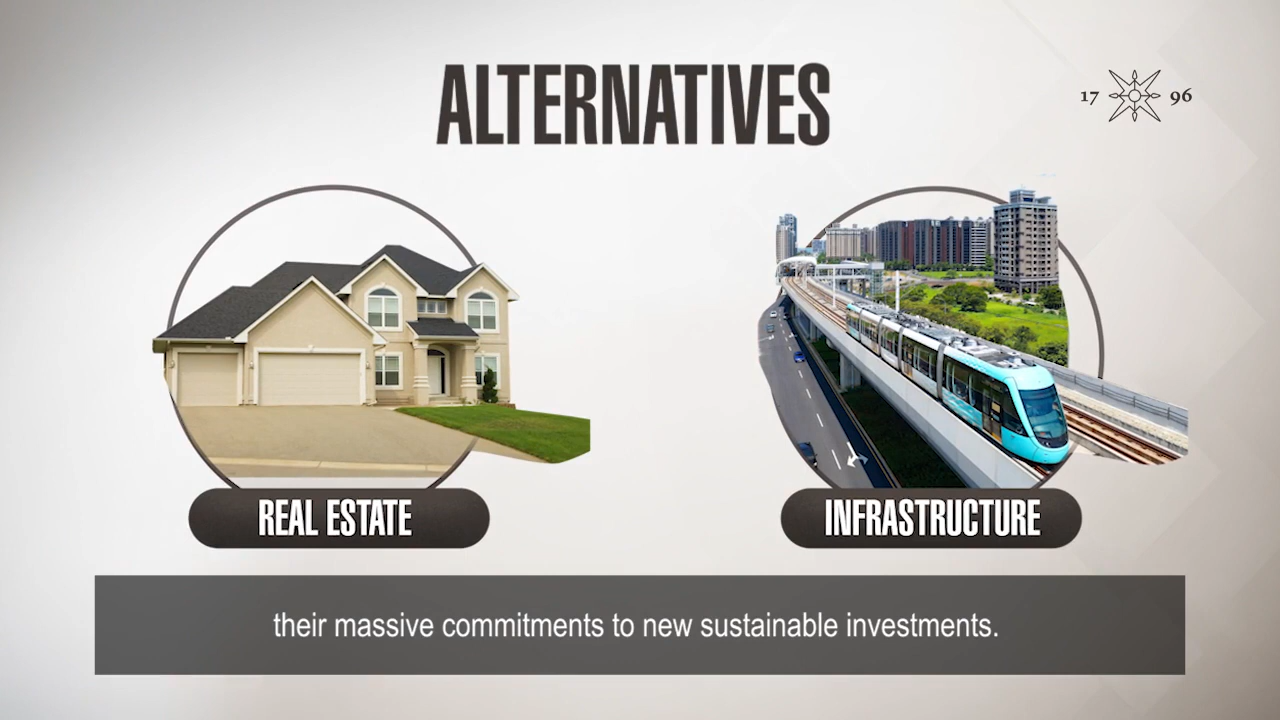 ALTERNATIVES
17 96
REAL ESTATE
INFRASTRUCTURE
their massive commitments to new sustainable investments.